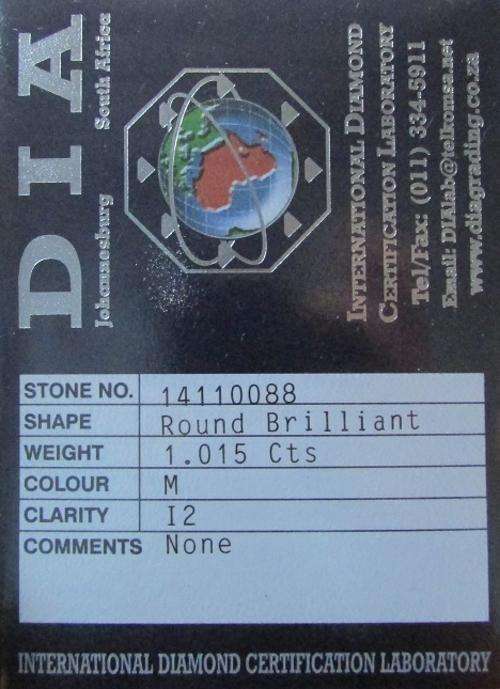 DIA
Johannesburg South Africa
INTERNATIONAL DIAMOND
CERTIFICATION LABORATORY
Tel/Fax: (011) 334-5911
Email: DIAlab@telkomsa.net
www.diagrading.co.za
STONE NO. 14110088
SHAPE Round Brilliant
WEIGHT 1.015 Cts
COLOUR M
CLARITY I2
COMMENTS None
INTERNATIONAL DIAMOND CERTIFICATION LABORATORY